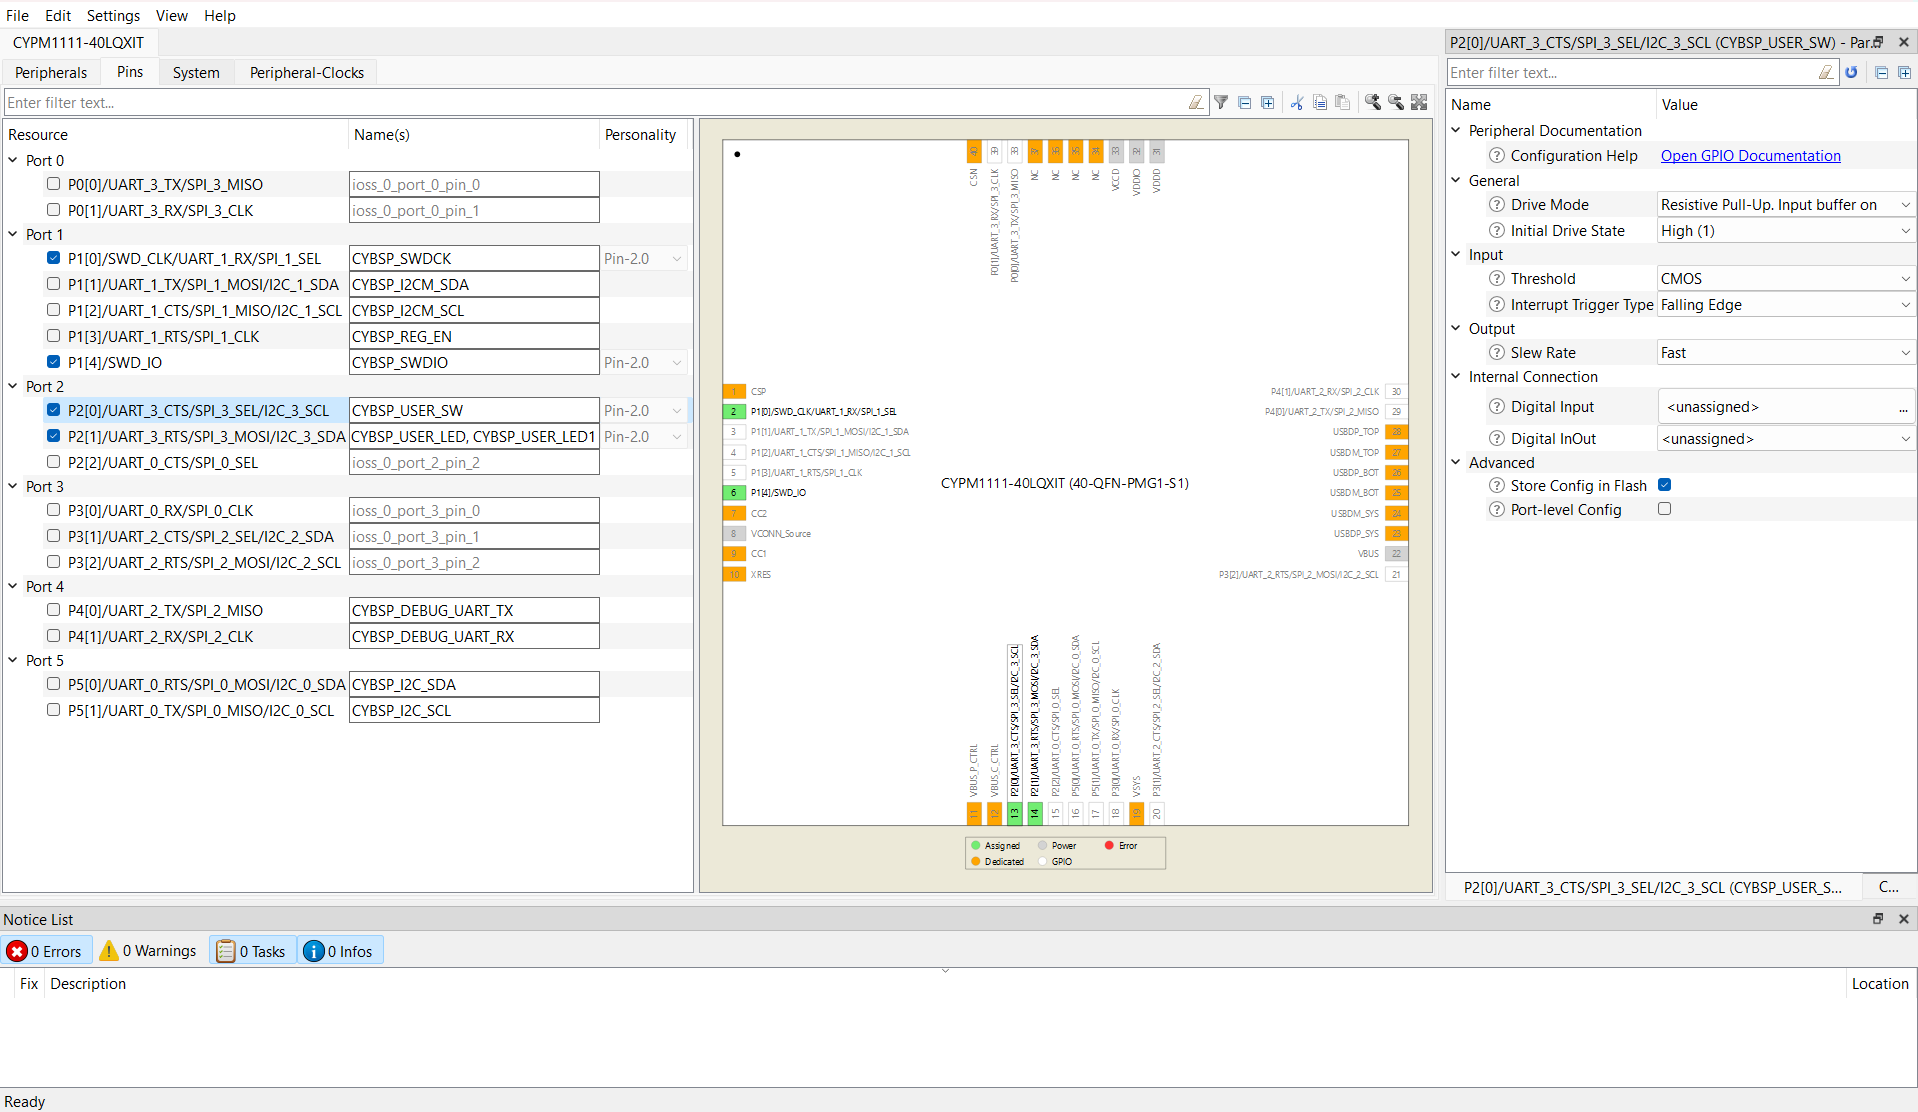 File Edit Settings View Help
CYPM1111-40LQXIT
Peripherals Pins System Peripheral-Clocks
Enter filter text...
Resource Name(s) Personality
Port 0
P0[0]/UART_3_TX/SPI_3_MISO ioss_0_port_0_pin_0
P0[1]/UART_3_RX/SPI_3_CLK ioss_0_port_0_pin_1
Port 1
P1[0]/SWD_CLK/UART_1_RX/SPI_1_SEL CYBSP_SWDCK Pin-2.0
P1[1]/UART_1_TX/SPI_1_MOSI/I2C_1_SDA CYBSP_I2CM_SDA
P1[2]/UART_1_CTS/SPI_1_MISO/I2C_1_SCL CYBSP_I2CM_SCL
P1[3]/UART_1_RTS/SPI_1_CLK CYBSP_REG_EN
P1[4]/SWD_IO CYBSP_SWDIO Pin-2.0
Port 2
P2[0]/UART_3_CTS/SPI_3_SEL/I2C_3_SCL CYBSP_USER_SW Pin-2.0
P2[1]/UART_3_RTS/SPI_3_MOSI/I2C_3_SDA CYBSP_USER_LED, CYBSP_USER_LED1 Pin-2.0
P2[2]/UART_0_CTS/SPI_0_SEL ioss_0_port_2_pin_2
Port 3
P3[0]/UART_0_RX/SPI_0_CLK ioss_0_port_3_pin_0
P3[1]/UART_2_CTS/SPI_2_SEL/I2C_2_SDA ioss_0_port_3_pin_1
P3[2]/UART_2_RTS/SPI_2_MOSI/I2C_2_SCL ioss_0_port_3_pin_2
Port 4
P4[0]/UART_2_TX/SPI_2_MISO CYBSP_DEBUG_UART_TX
P4[1]/UART_2_RX/SPI_2_CLK CYBSP_DEBUG_UART_RX
Port 5
P5[0]/UART_0_RTS/SPI_0_MOSI/I2C_0_SDA CYBSP_I2C_SDA
P5[1]/UART_0_TX/SPI_0_MISO/I2C_0_SCL CYBSP_I2C_SCL
40 CSN
39 P0[1]/UART_3_RX/SPI_3_CLK
38 P0[0]/UART_3_TX/SPI_3_MISO
37 NC
36 NC
35 NC
34 NC
33 VCCD
32 VDDIO
31 VDDD
1 CSP
2 P1[0]/SWD_CLK/UART_1_RX/SPI_1_SEL
3 P1[1]/UART_1_TX/SPI_1_MOSI/I2C_1_SDA
4 P1[2]/UART_1_CTS/SPI_1_MISO/I2C_1_SCL
5 P1[3]/UART_1_RTS/SPI_1_CLK
6 P1[4]/SWD_IO
7 CC2
8 VCONN_Source
9 CC1
10 XRES
CYPM1111-40LQXIT (40-QFN-PMG1-S1)
P4[1]/UART_2_RX/SPI_2_CLK 30
P4[0]/UART_2_TX/SPI_2_MISO 29
USBDP_TOP 28
USBDM_TOP 27
USBDP_BOT 26
USBDM_BOT 25
USBDM_SYS 24
USBDP_SYS 23
VBUS 22
P3[2]/UART_2_RTS/SPI_2_MOSI/I2C_2_SCL 21
11 VBUS_P_CTRL
12 VBUS_C_CTRL
13 P2[0]/UART_3_CTS/SPI_3_SEL/I2C_3_SCL
14 P2[1]/UART_3_RTS/SPI_3_MOSI/I2C_3_SDA
15 P2[2]/UART_0_CTS/SPI_0_SEL
16 P5[0]/UART_0_RTS/SPI_0_MOSI/I2C_0_SDA
17 P5[1]/UART_0_TX/SPI_0_MISO/I2C_0_SCL
18 P3[0]/UART_0_RX/SPI_0_CLK
19 VSYS
20 P3[1]/UART_2_CTS/SPI_2_SEL/I2C_2_SDA
Assigned Power Error
Dedicated GPIO
P2[0]/UART_3_CTS/SPI_3_SEL/I2C_3_SCL (CYBSP_USER_SW) - Par...
Enter filter text...
Name Value
Peripheral Documentation
Configuration Help Open GPIO Documentation
General
Drive Mode Resistive Pull-Up. Input buffer on
Initial Drive State High (1)
Input
Threshold CMOS
Interrupt Trigger Type Falling Edge
Output
Slew Rate Fast
Internal Connection
Digital Input <unassigned> ...
Digital InOut <unassigned>
Advanced
Store Config in Flash
Port-level Config
P2[0]/UART_3_CTS/SPI_3_SEL/I2C_3_SCL (CYBSP_USER_S... C...
Notice List
0 Errors 0 Warnings 0 Tasks 0 Infos
Fix Description Location
Ready